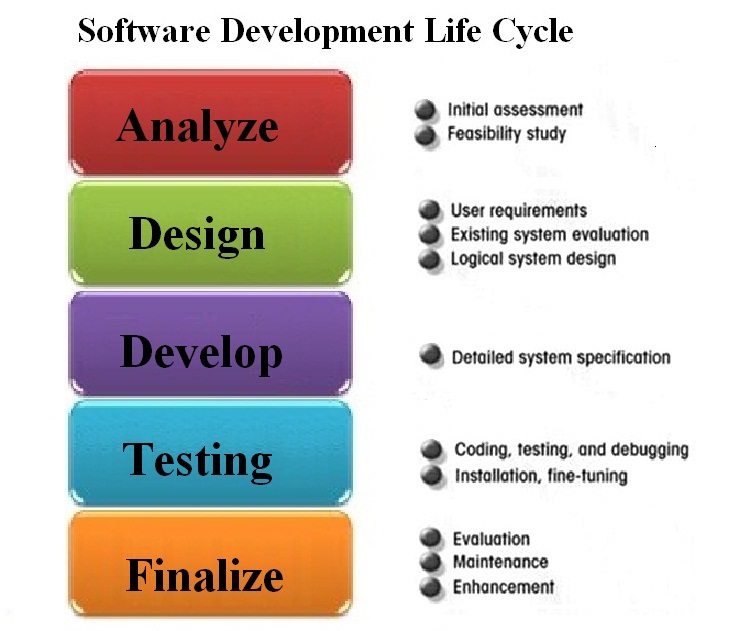 Software Development Life Cycle
Analyze
Initial assessment
Feasibility study
Design
User requirements
Existing system evaluation
Logical system design
Develop
Detailed system specification
Testing
Coding, testing, and debugging
Installation, fine-tuning
Finalize
Evaluation
Maintenance
Enhancement